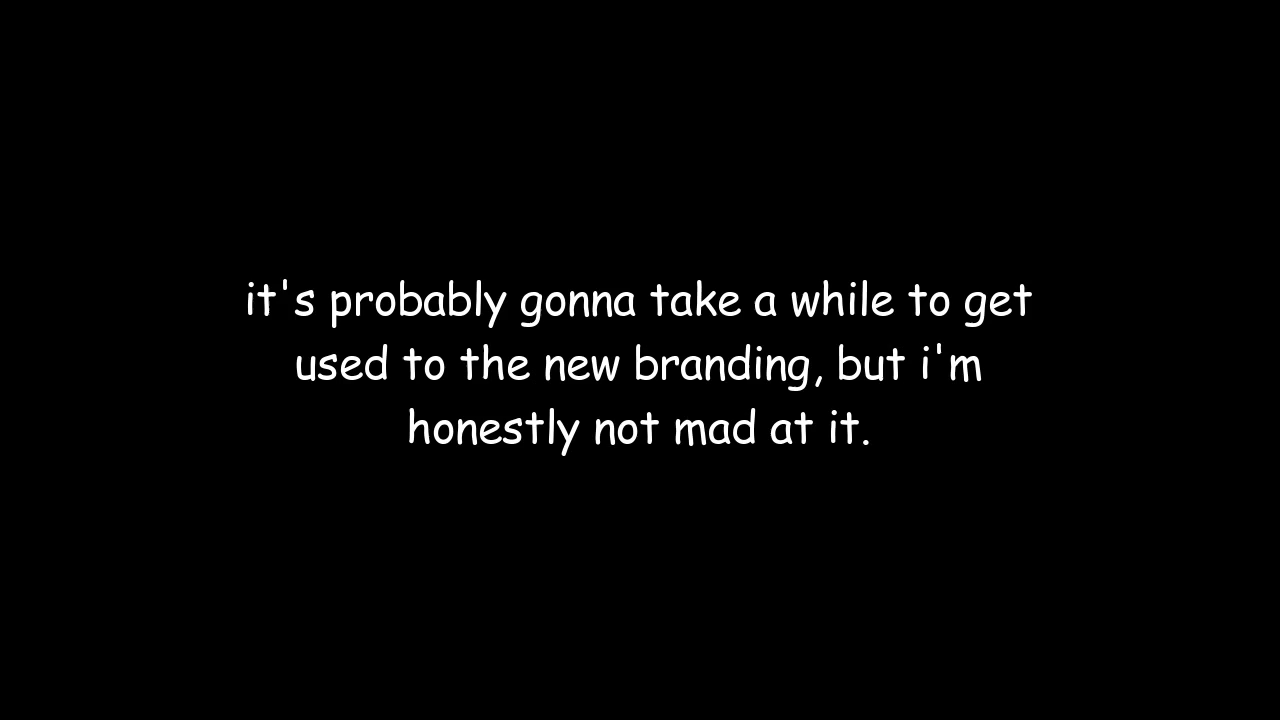 it's probably gonna take a while to get
used to the new branding, but i'm
honestly not mad at it.